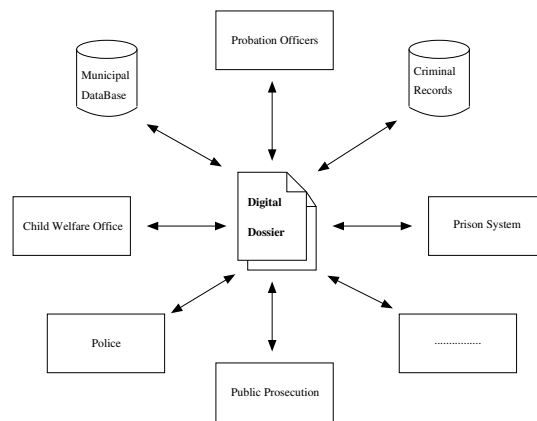 Probation Officers
Municipal
DataBase
Criminal
Records
Digital
Dossier
Child Welfare Office
Prison System
Police
................
Public Prosecution